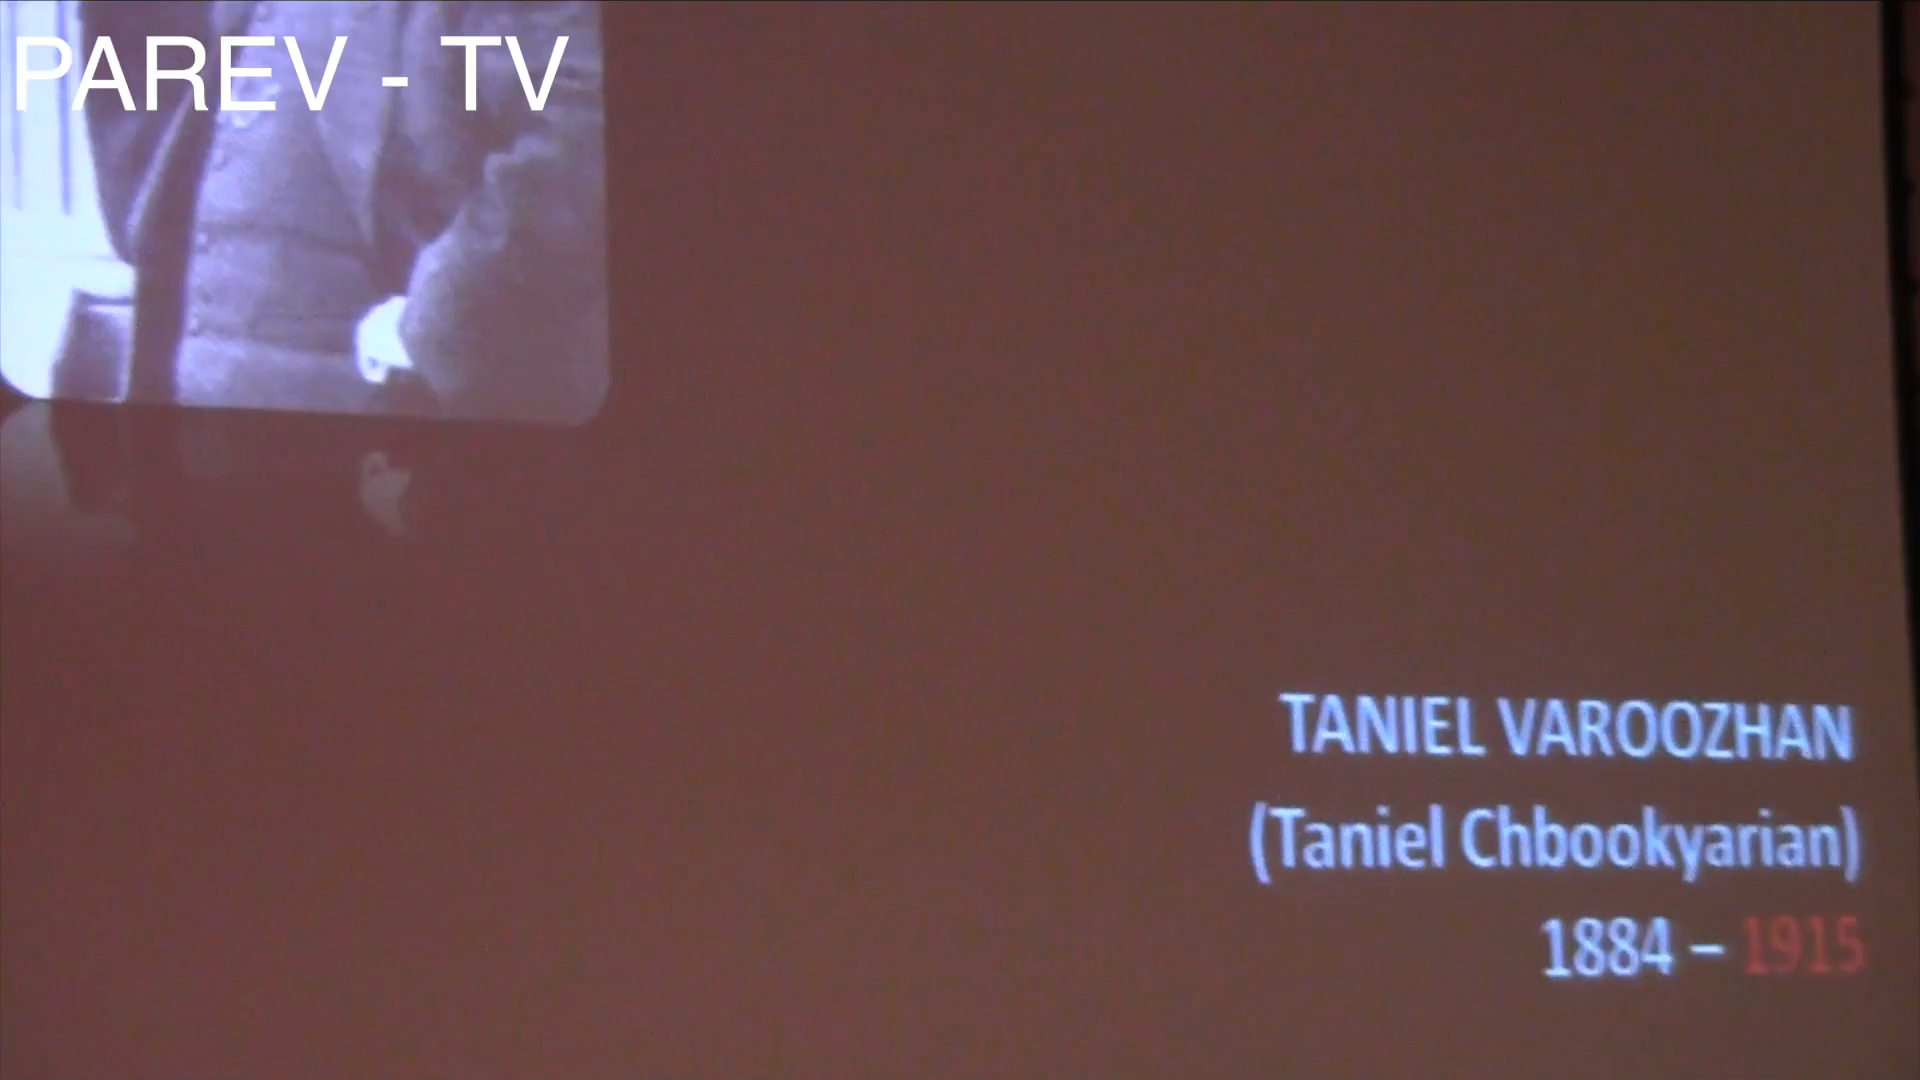 PAREV - TV
TANIEL VAROOZHAN
(Taniel Chbookyarian)
1884 – 1915